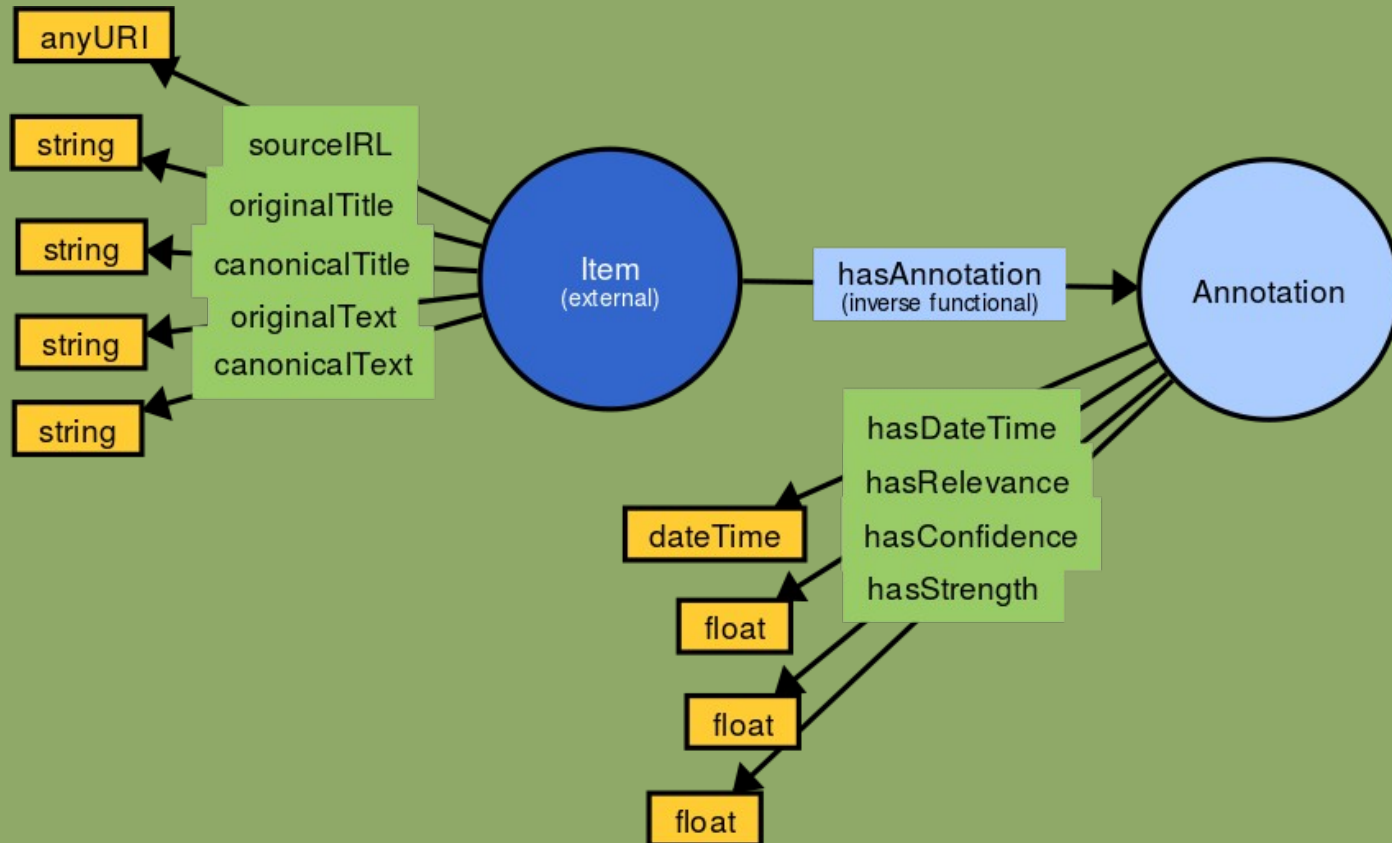 anyURI
string
string
string
string
sourceIRL
originalTitle
canonicalTitle
originalText
canonicalText
Item
(external)
hasAnnotation
(inverse functional)
Annotation
hasDateTime
hasRelevance
hasConfidence
hasStrength
dateTime
float
float
float